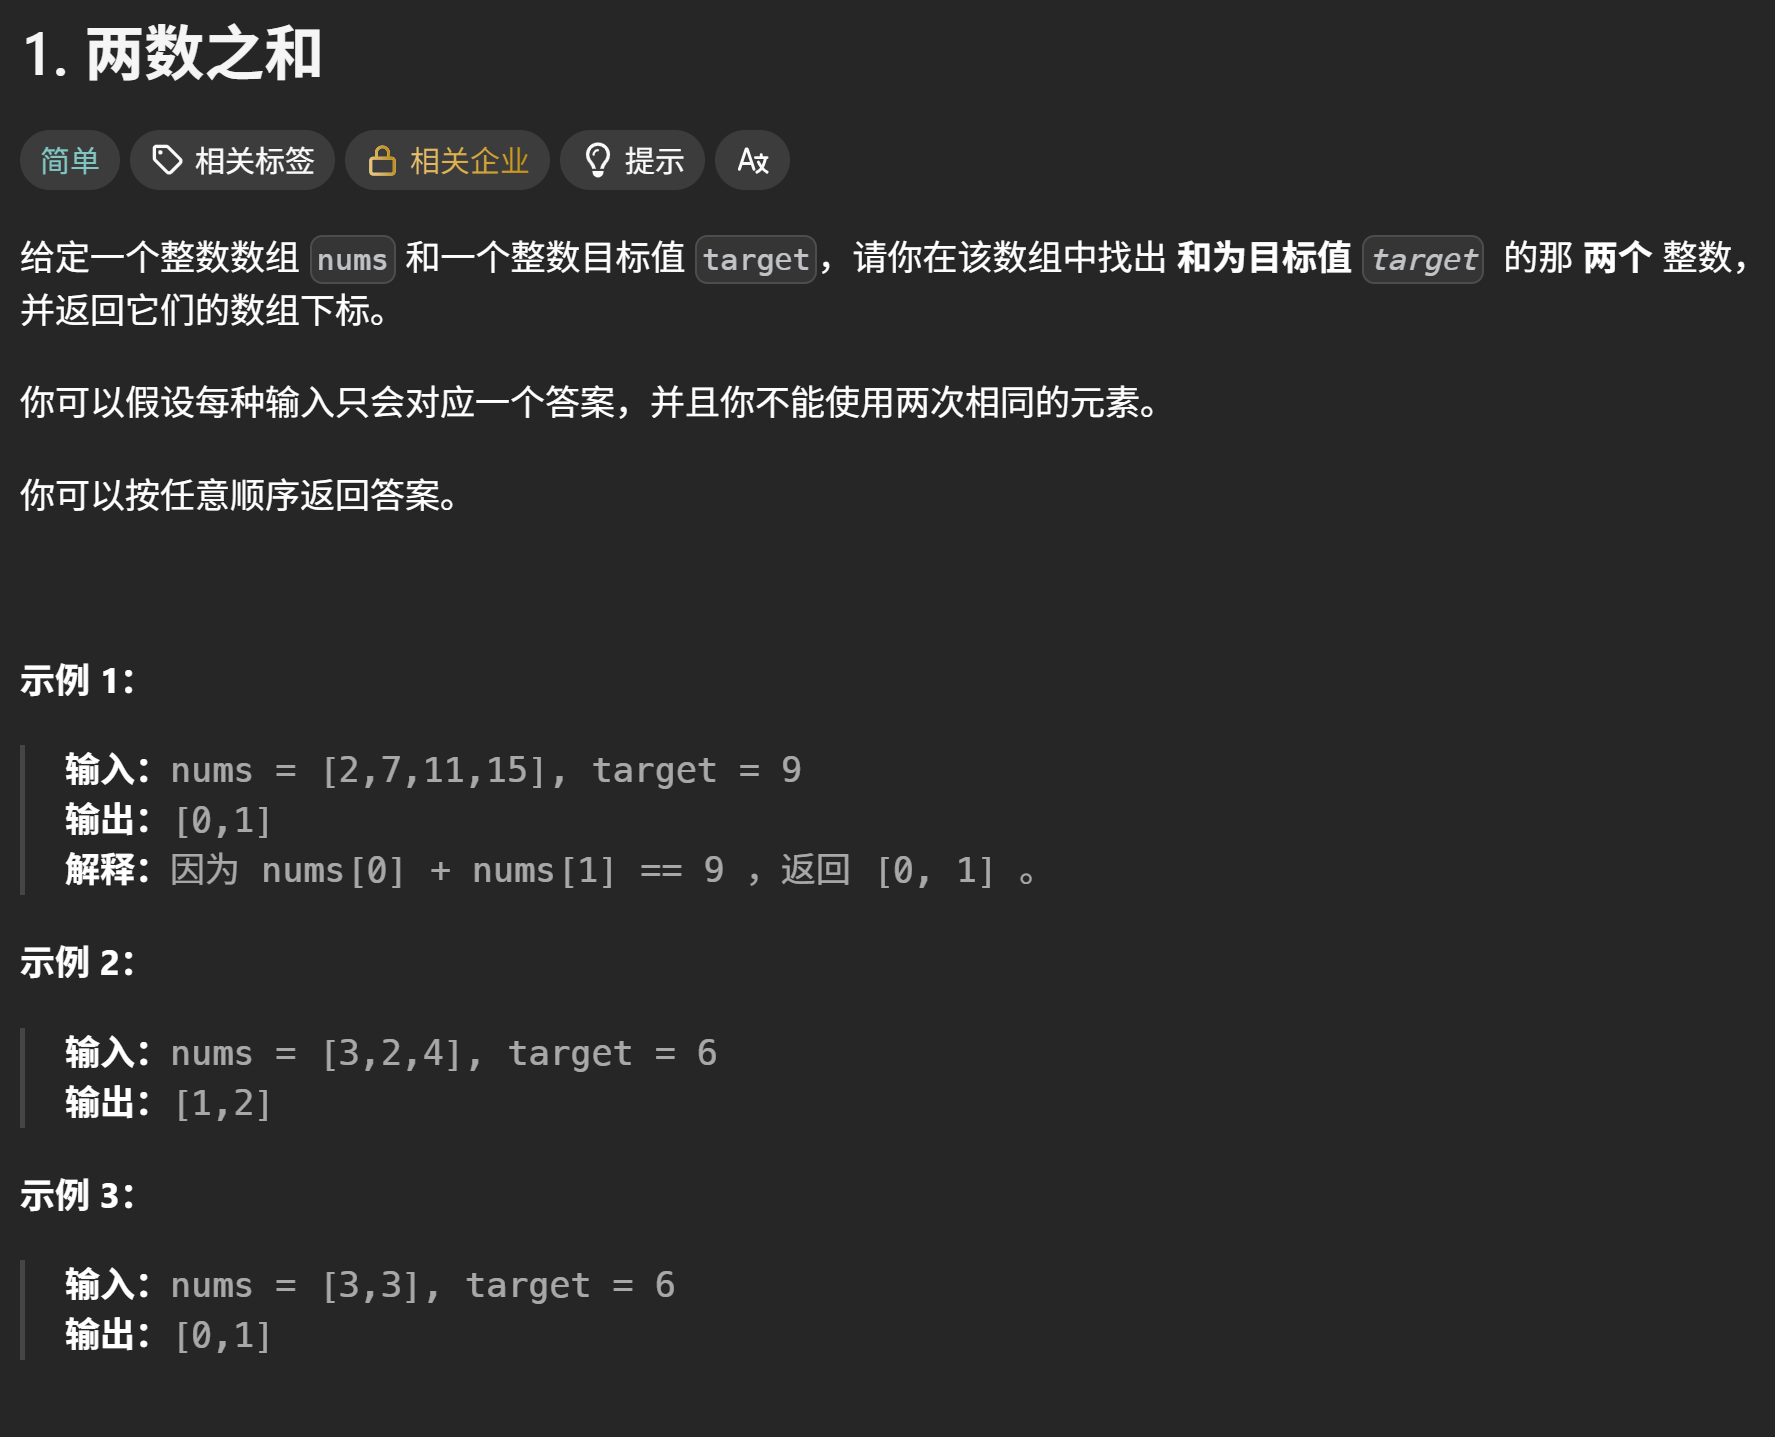 1. 两数之和
简单 相关标签 相关企业 提示 A文
给定一个整数数组 nums 和一个整数目标值 target，请你在该数组中找出 和为目标值 target 的那 两个 整数，
并返回它们的数组下标。
你可以假设每种输入只会对应一个答案，并且你不能使用两次相同的元素。
你可以按任意顺序返回答案。
示例 1：
输入：nums = [2,7,11,15], target = 9
输出：[0,1]
解释：因为 nums[0] + nums[1] == 9 ，返回 [0, 1] 。
示例 2：
输入：nums = [3,2,4], target = 6
输出：[1,2]
示例 3：
输入：nums = [3,3], target = 6
输出：[0,1]